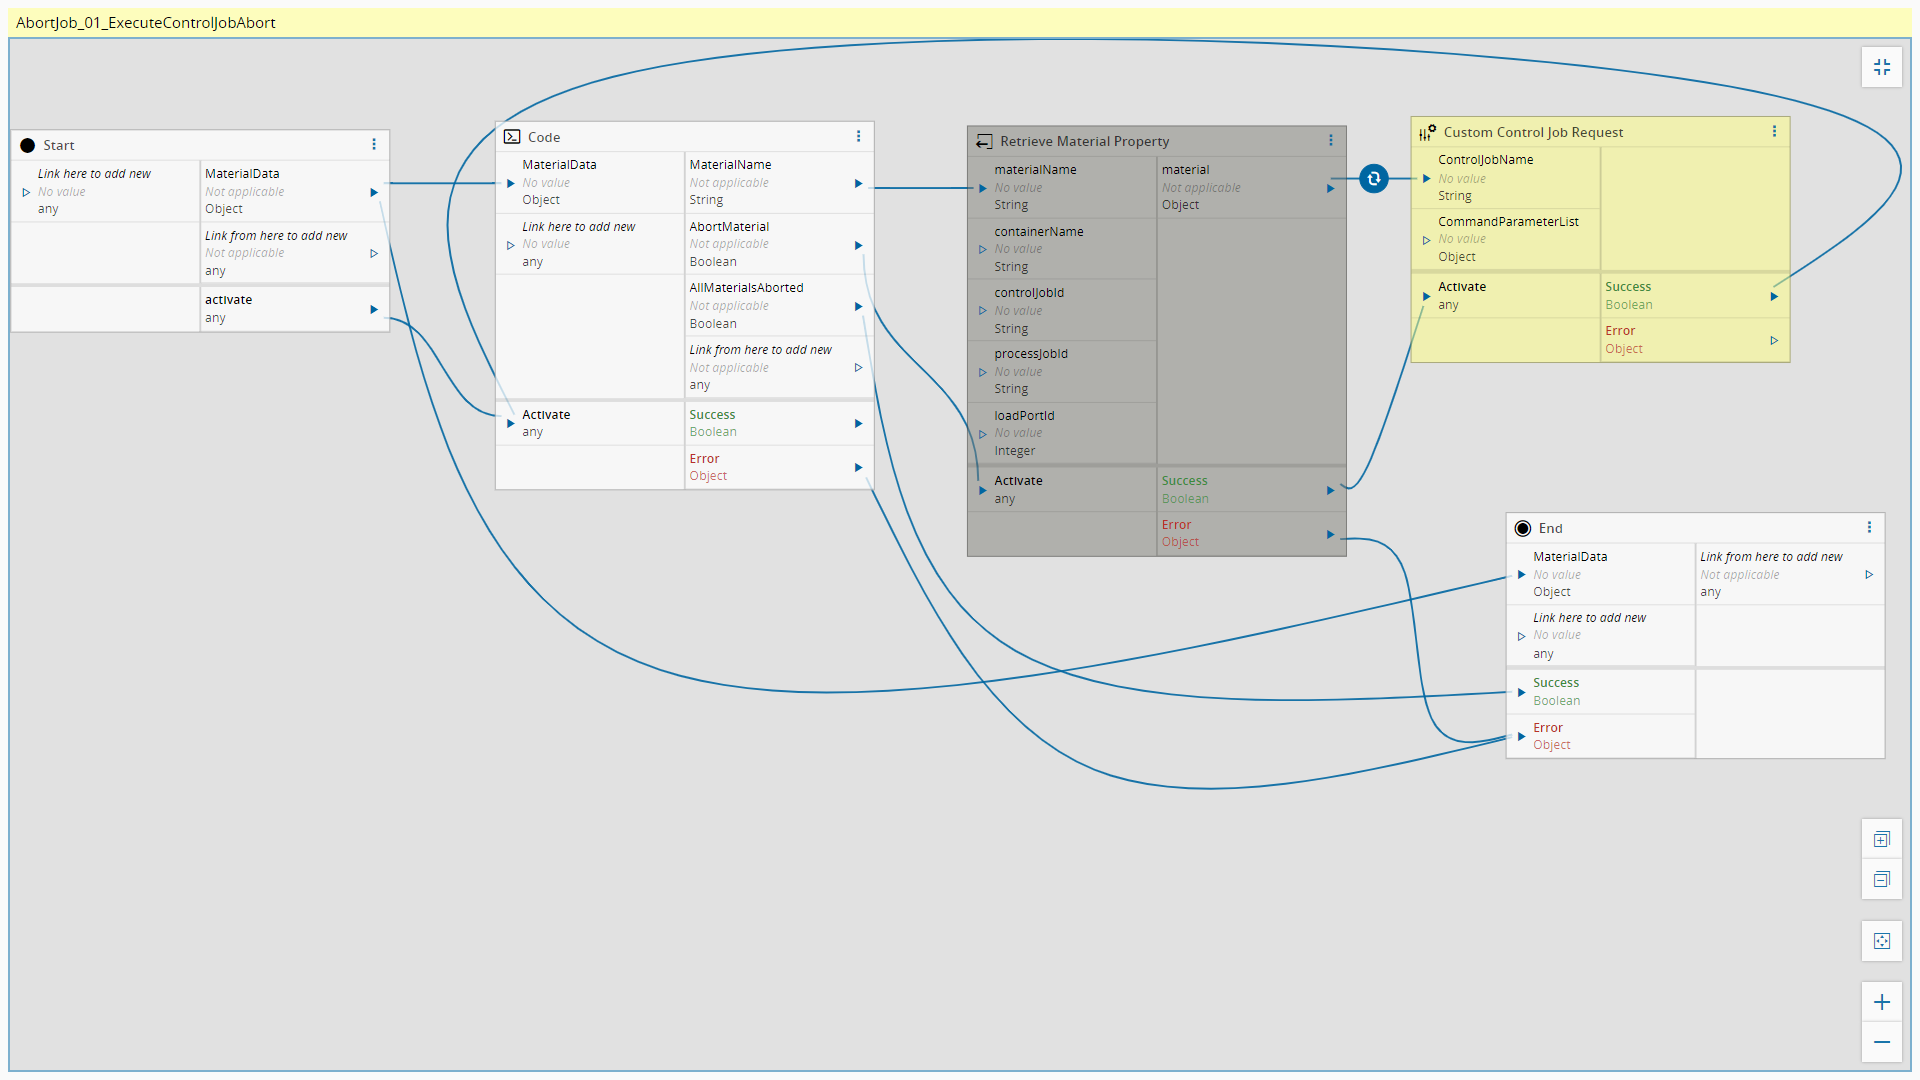 AbortJob_01_ExecuteControlJobAbort
Start
Link here to add new
No value
any
MaterialData
Not applicable
Object
Link from here to add new
Not applicable
any
activate
any
Code
MaterialData
No value
Object
Link here to add new
No value
any
MaterialName
Not applicable
String
AbortMaterial
Not applicable
Boolean
AllMaterialsAborted
Not applicable
Boolean
Link from here to add new
Not applicable
any
Activate
any
Success
Boolean
Error
Object
Retrieve Material Property
materialName
No value
String
containerName
No value
String
controlJobId
No value
String
processJobId
No value
String
loadPortId
No value
Integer
material
Not applicable
Object
Activate
any
Success
Boolean
Error
Object
Custom Control Job Request
ControlJobName
No value
String
CommandParameterList
No value
Object
Activate
any
Success
Boolean
Error
Object
End
MaterialData
No value
Object
Link here to add new
No value
any
Link from here to add new
Not applicable
any
Success
Boolean
Error
Object